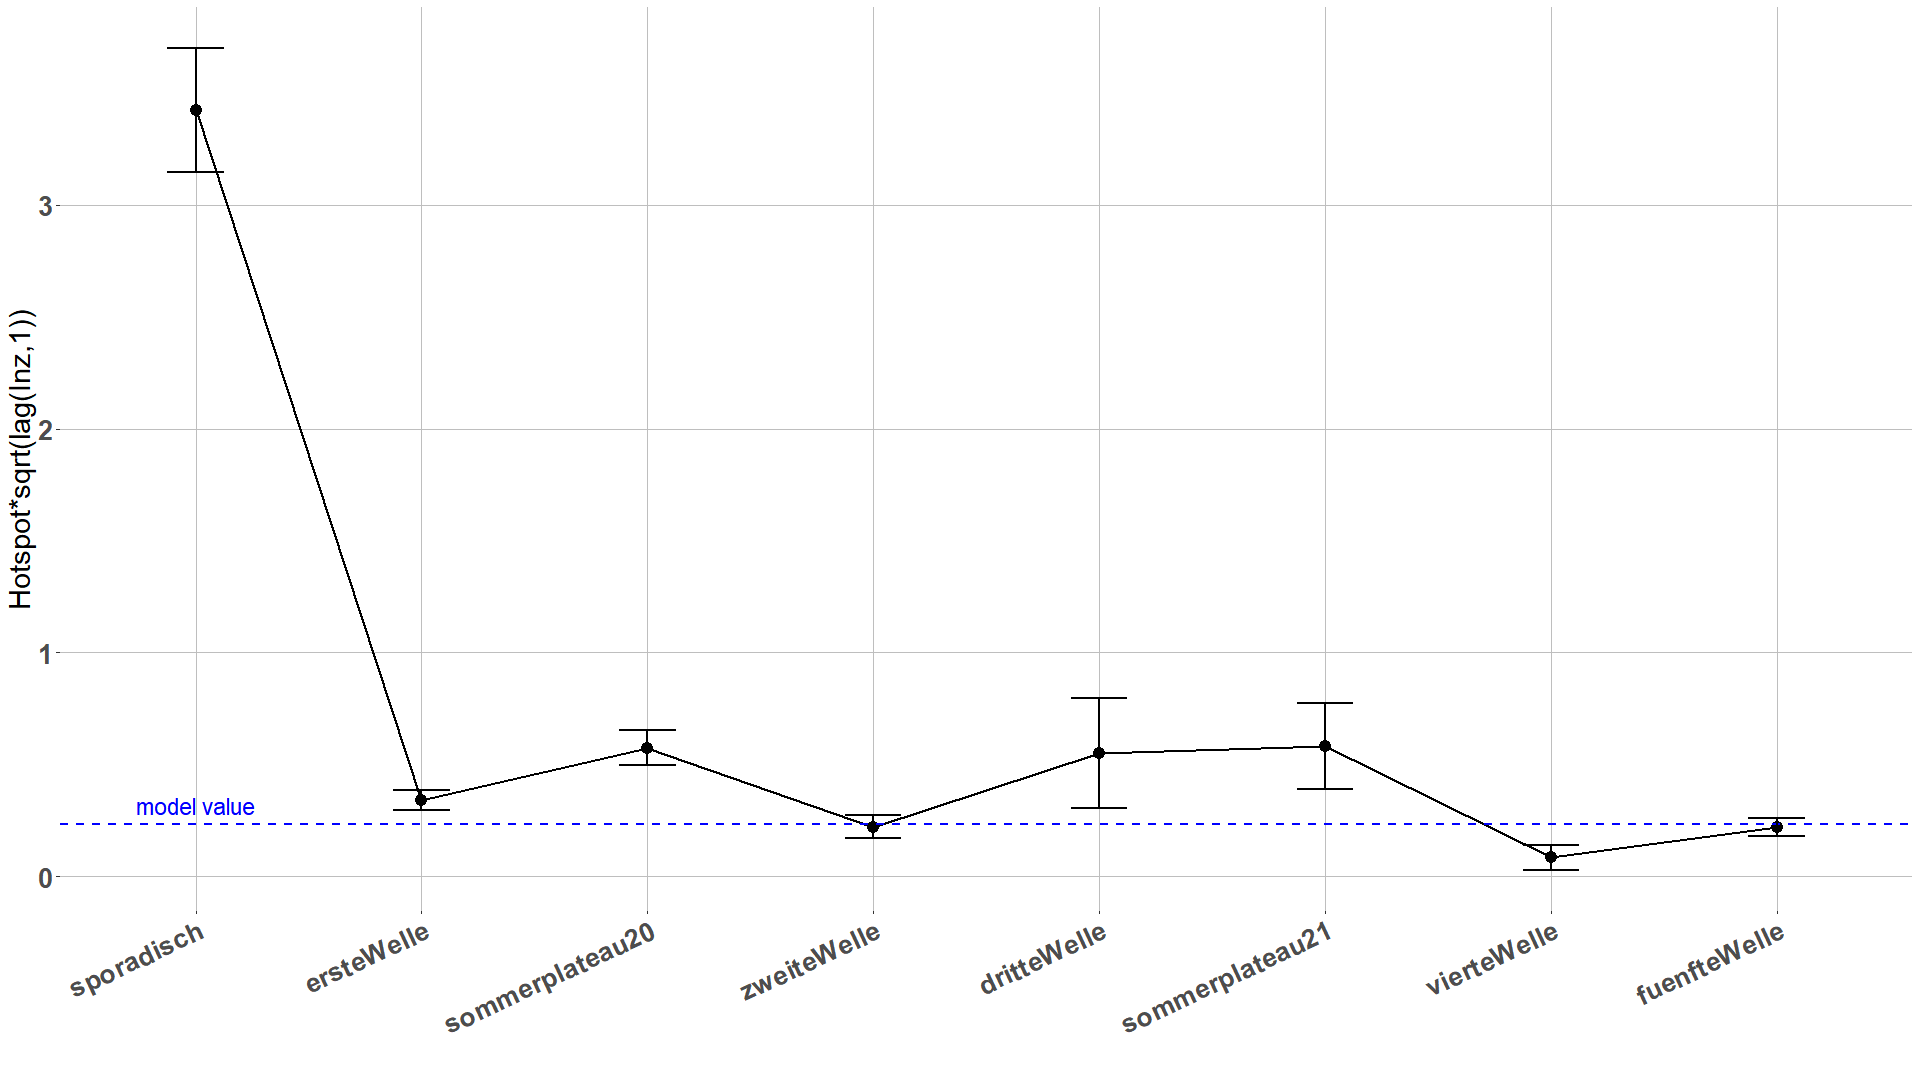 Hotspot*sqrt(lag(Inz,1))
3
2
1
0
model value
sporadisch
ersteWelle
sommerplateau20
zweiteWelle
dritteWelle
sommerplateau21
vierteWelle
fuenfteWelle